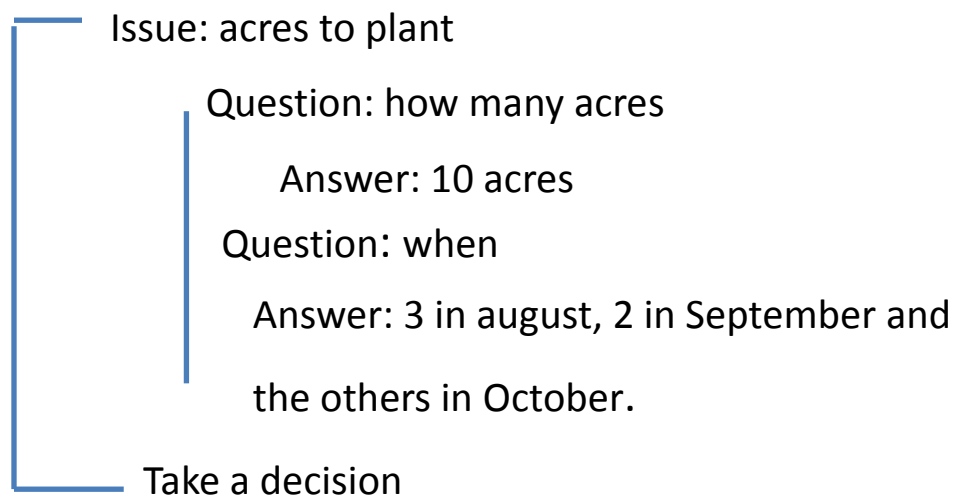 Issue: acres to plant
Question: how many acres
Answer: 10 acres
Question: when
Answer: 3 in august, 2 in September and
the others in October.
Take a decision